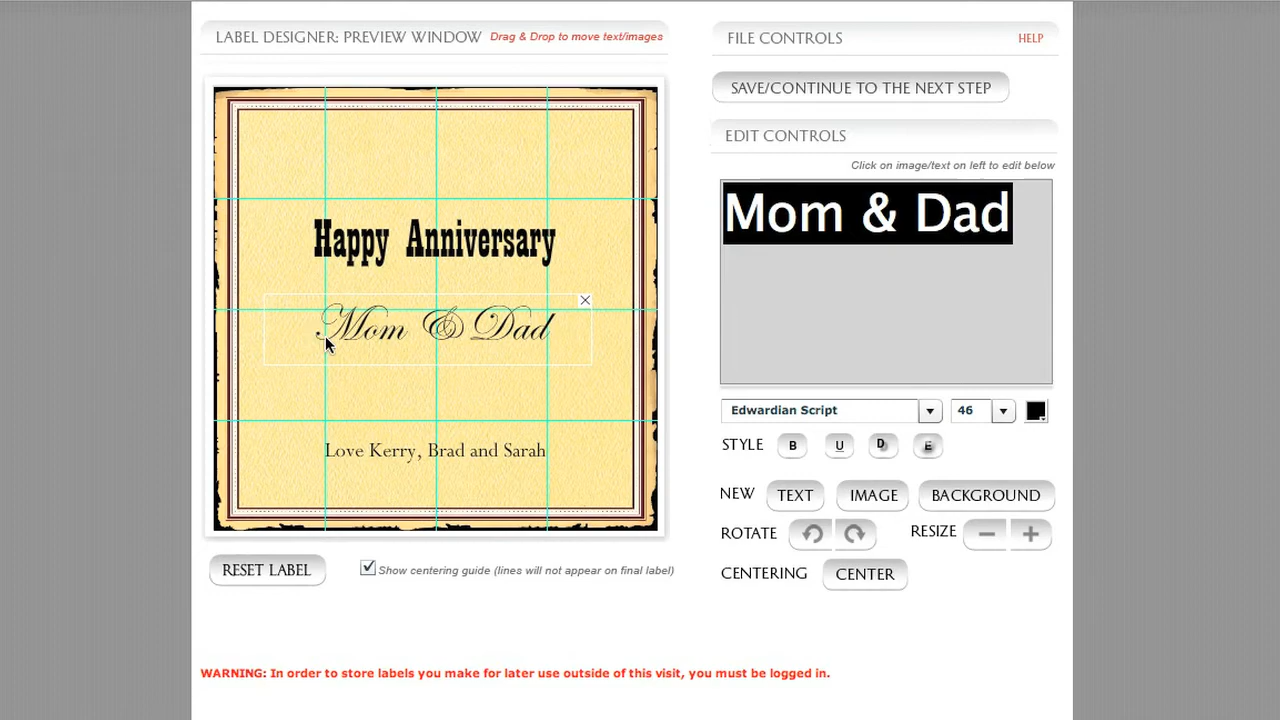 LABEL DESIGNER: PREVIEW WINDOW Drag & Drop to move text/images
FILE CONTROLS HELP
SAVE/CONTINUE TO THE NEXT STEP
EDIT CONTROLS
Click on image/text on left to edit below
Happy Anniversary
Mom & Dad
Love Kerry, Brad and Sarah
Mom & Dad
Edwardian Script 46
STYLE B U D E
NEW TEXT IMAGE BACKGROUND
ROTATE RESIZE
CENTERING CENTER
RESET LABEL Show centering guide (lines will not appear on final label)
WARNING: In order to store labels you make for later use outside of this visit, you must be logged in.